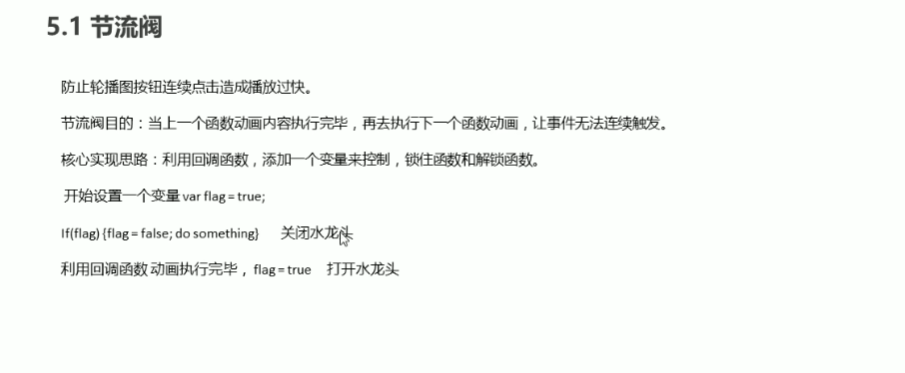 5.1 节流阀
防止轮播图按钮连续点击造成播放过快。
节流阀目的：当上一个函数动画内容执行完毕，再去执行下一个函数动画，让事件无法连续触发。
核心实现思路：利用回调函数，添加一个变量来控制，锁住函数和解锁函数。
开始设置一个变量 var flag = true;
If(flag) {flag = false; do something} 关闭水龙头
利用回调函数 动画执行完毕， flag = true 打开水龙头